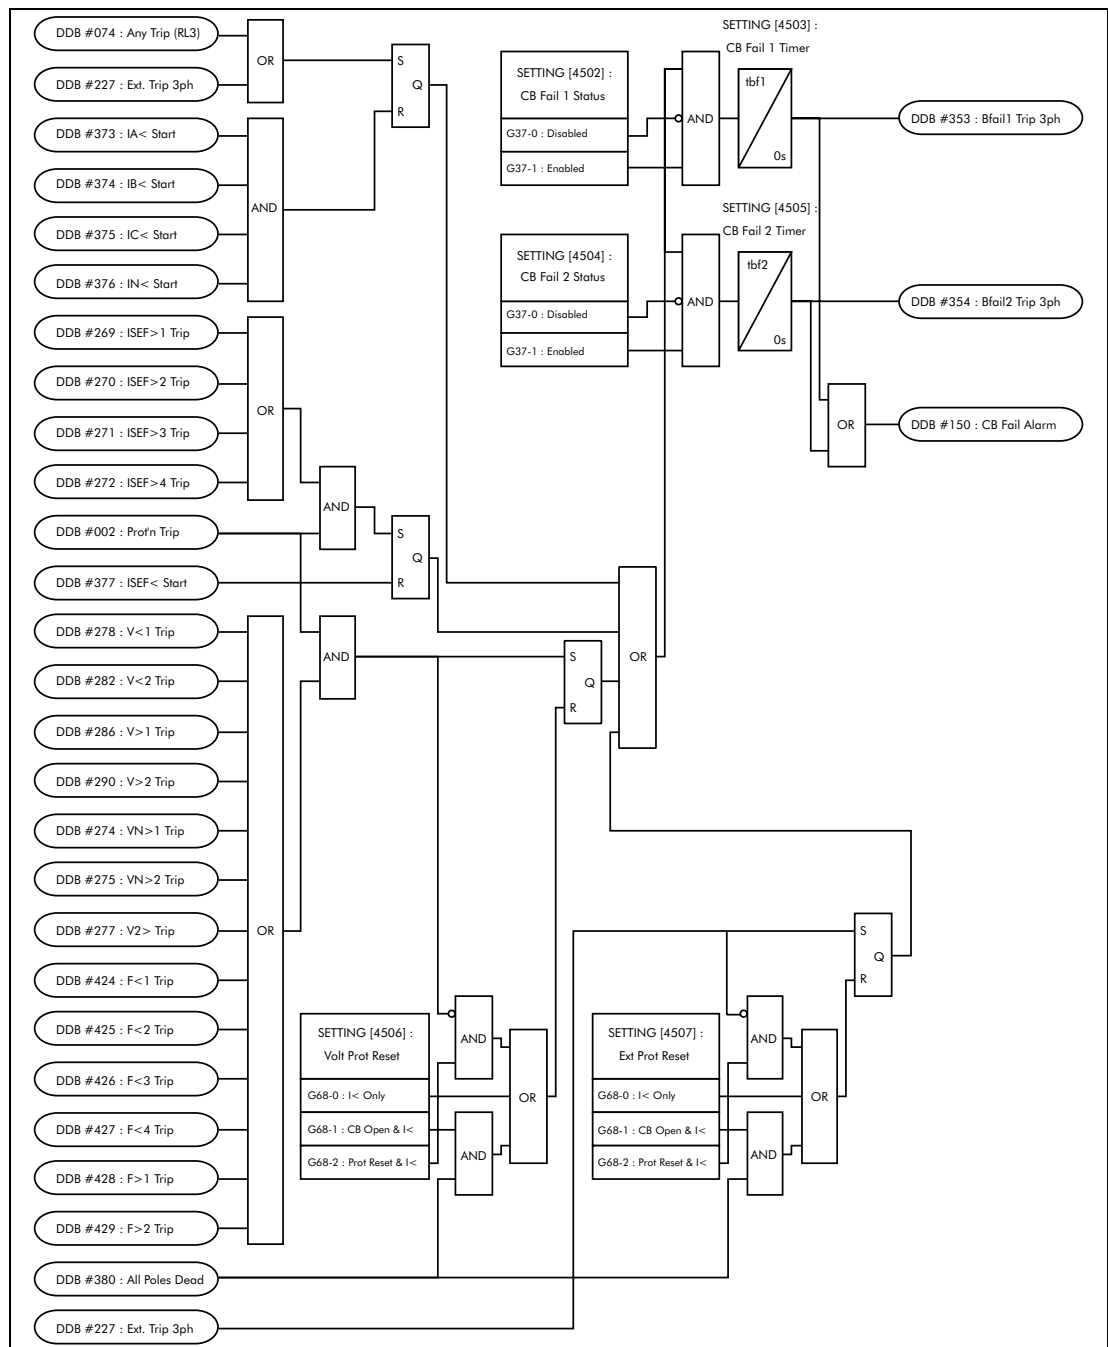 DDB #074 : Any Trip (RL3)
DDB #227 : Ext. Trip 3ph
OR
DDB #373 : IA< Start
DDB #374 : IB< Start
DDB #375 : IC< Start
DDB #376 : IN< Start
AND
S
Q
R
DDB #269 : ISEF>1 Trip
DDB #270 : ISEF>2 Trip
DDB #271 : ISEF>3 Trip
DDB #272 : ISEF>4 Trip
OR
DDB #002 : Prot'n Trip
AND
DDB #377 : ISEF< Start
S
Q
R
DDB #278 : V<1 Trip
DDB #282 : V<2 Trip
DDB #286 : V>1 Trip
DDB #290 : V>2 Trip
DDB #274 : VN>1 Trip
DDB #275 : VN>2 Trip
DDB #277 : V2> Trip
DDB #424 : F<1 Trip
DDB #425 : F<2 Trip
DDB #426 : F<3 Trip
DDB #427 : F<4 Trip
DDB #428 : F>1 Trip
DDB #429 : F>2 Trip
OR
AND
DDB #380 : All Poles Dead
DDB #227 : Ext. Trip 3ph
SETTING [4506] :
Volt Prot Reset
G68-0 : I< Only
G68-1 : CB Open & I<
G68-2 : Prot Reset & I<
AND
AND
OR
S
Q
R
OR
SETTING [4507] :
Ext Prot Reset
G68-0 : I< Only
G68-1 : CB Open & I<
G68-2 : Prot Reset & I<
AND
AND
OR
S
Q
R
SETTING [4502] :
CB Fail 1 Status
G37-0 : Disabled
G37-1 : Enabled
AND
SETTING [4503] :
CB Fail 1 Timer
tbf1
0s
DDB #353 : Bfail1 Trip 3ph
SETTING [4504] :
CB Fail 2 Status
G37-0 : Disabled
G37-1 : Enabled
AND
SETTING [4505] :
CB Fail 2 Timer
tbf2
0s
DDB #354 : Bfail2 Trip 3ph
OR
DDB #150 : CB Fail Alarm